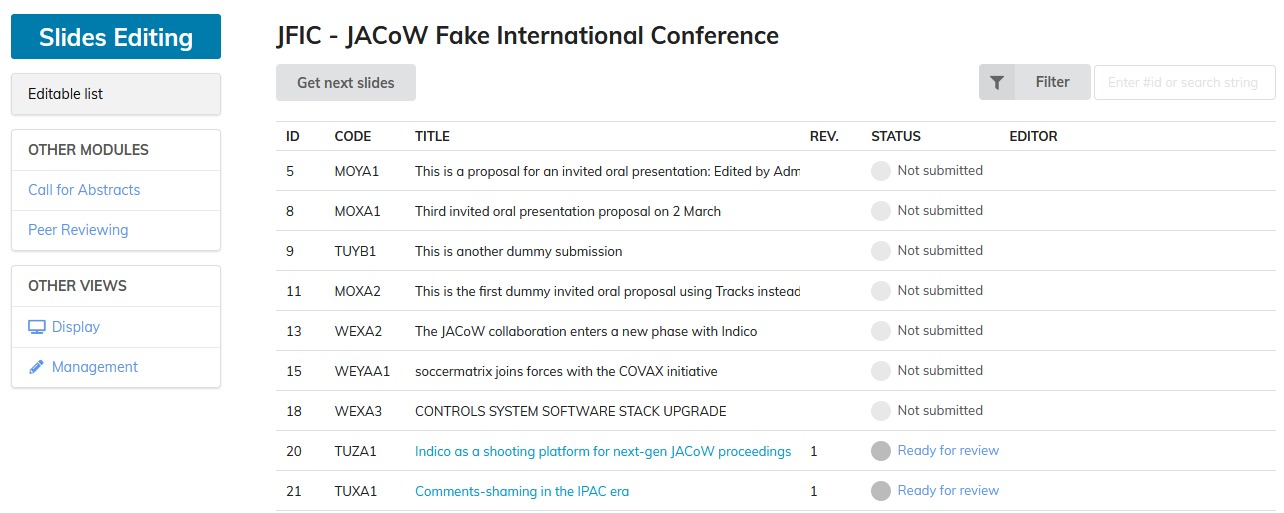 Slides Editing
Editable list
OTHER MODULES
Call for Abstracts
Peer Reviewing
OTHER VIEWS
Display
Management
JFIC - JACoW Fake International Conference
Get next slides
Filter
Enter #id or search string
ID CODE TITLE REV. STATUS EDITOR
5 MOYA1 This is a proposal for an invited oral presentation: Edited by Adm Not submitted
8 MOXA1 Third invited oral presentation proposal on 2 March Not submitted
9 TUYB1 This is another dummy submission Not submitted
11 MOXA2 This is the first dummy invited oral proposal using Tracks instead Not submitted
13 WEXA2 The JACoW collaboration enters a new phase with Indico Not submitted
15 WEYAA1 soccermatrix joins forces with the COVAX initiative Not submitted
18 WEXA3 CONTROLS SYSTEM SOFTWARE STACK UPGRADE Not submitted
20 TUZA1 Indico as a shooting platform for next-gen JACoW proceedings 1 Ready for review
21 TUXA1 Comments-shaming in the IPAC era 1 Ready for review